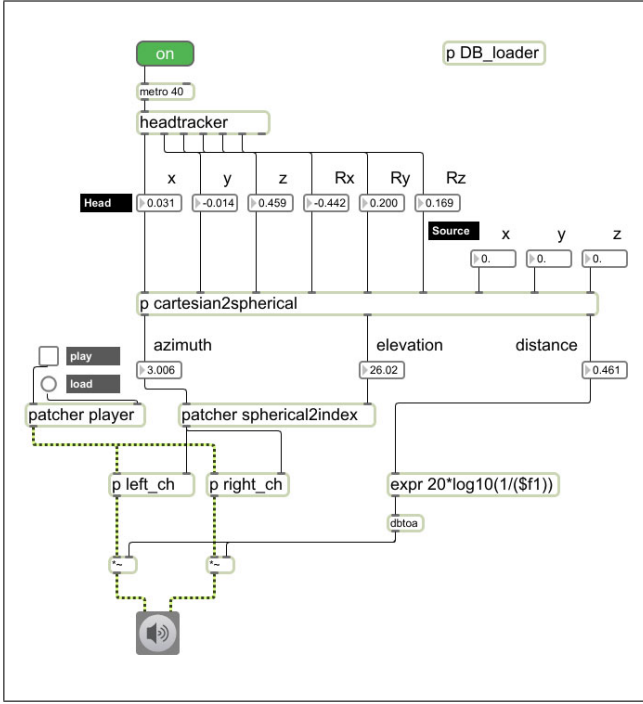 on
p DB_loader
metro 40
headtracker
x y z Rx Ry Rz
Head 0.031 -0.014 0.459 -0.442 0.200 0.169
Source x y z
0. 0. 0.
p cartesian2spherical
azimuth elevation distance
play 3.006 26.02 0.461
load
patcher player patcher spherical2index
p left_ch p right_ch expr 20*log10(1/($f1))
dbtoa
*~ *~